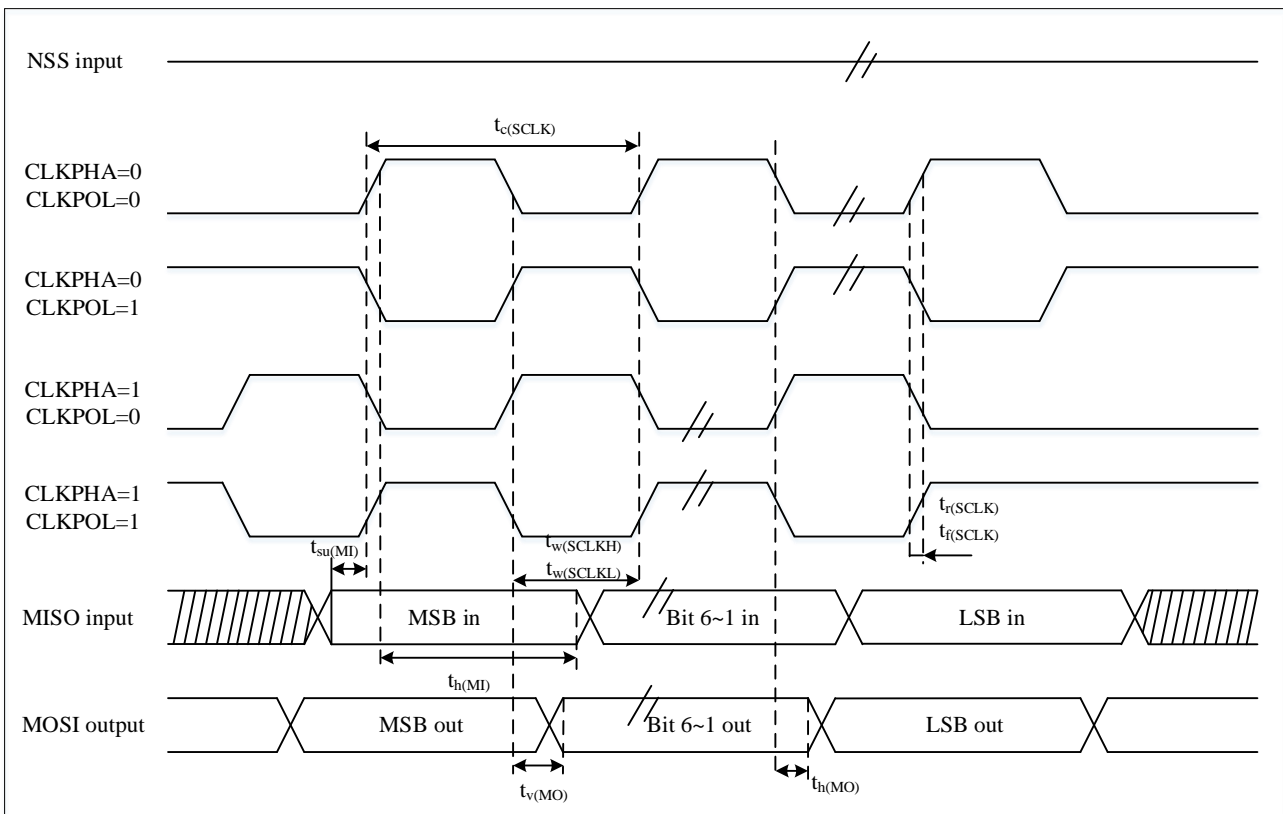 NSS input
tc(SCLK)
CLKPHA=0
CLKPOL=0
CLKPHA=0
CLKPOL=1
CLKPHA=1
CLKPOL=0
CLKPHA=1
CLKPOL=1
tr(SCLK)
tf(SCLK)
tsu(MI)
tw(SCLKH)
tw(SCLKL)
MISO input
MSB in
Bit 6~1 in
LSB in
th(MI)
MOSI output
MSB out
Bit 6~1 out
LSB out
tv(MO)
th(MO)